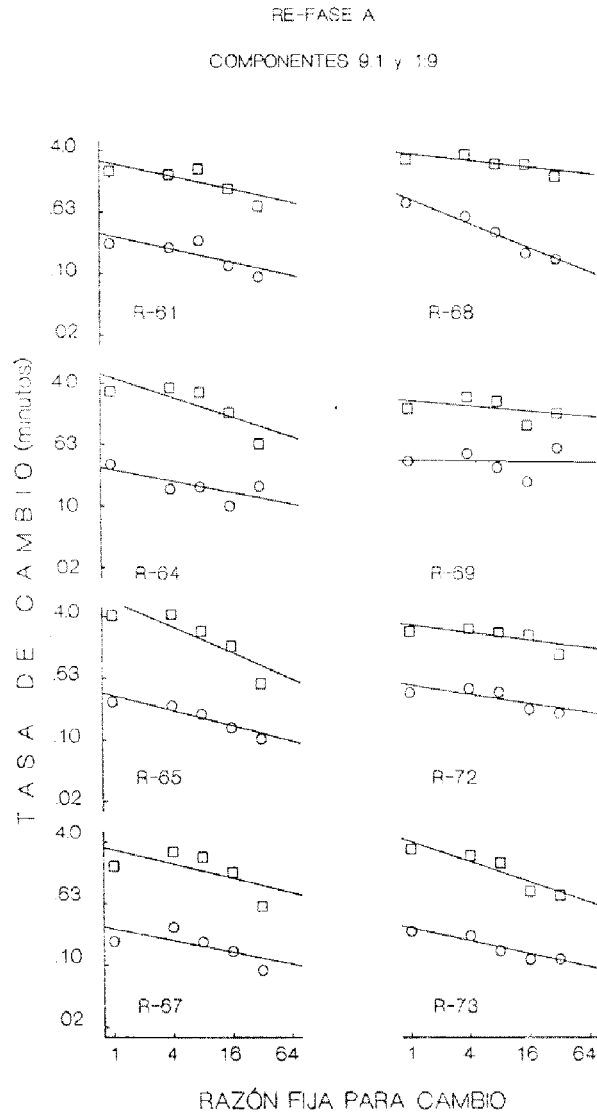 RE-FASE A
COMPONENTES 9.1 y 1:9
4.0
.63
.10
.02
R-61
R-68
4.0
.63
.10
.02
R-64
R-69
4.0
.63
.10
.02
R-65
R-72
4.0
.63
.10
.02
R-67
R-73
TASA DE CAMBIO (minutos)
1 4 16 64
1 4 16 64
RAZÓN FIJA PARA CAMBIO